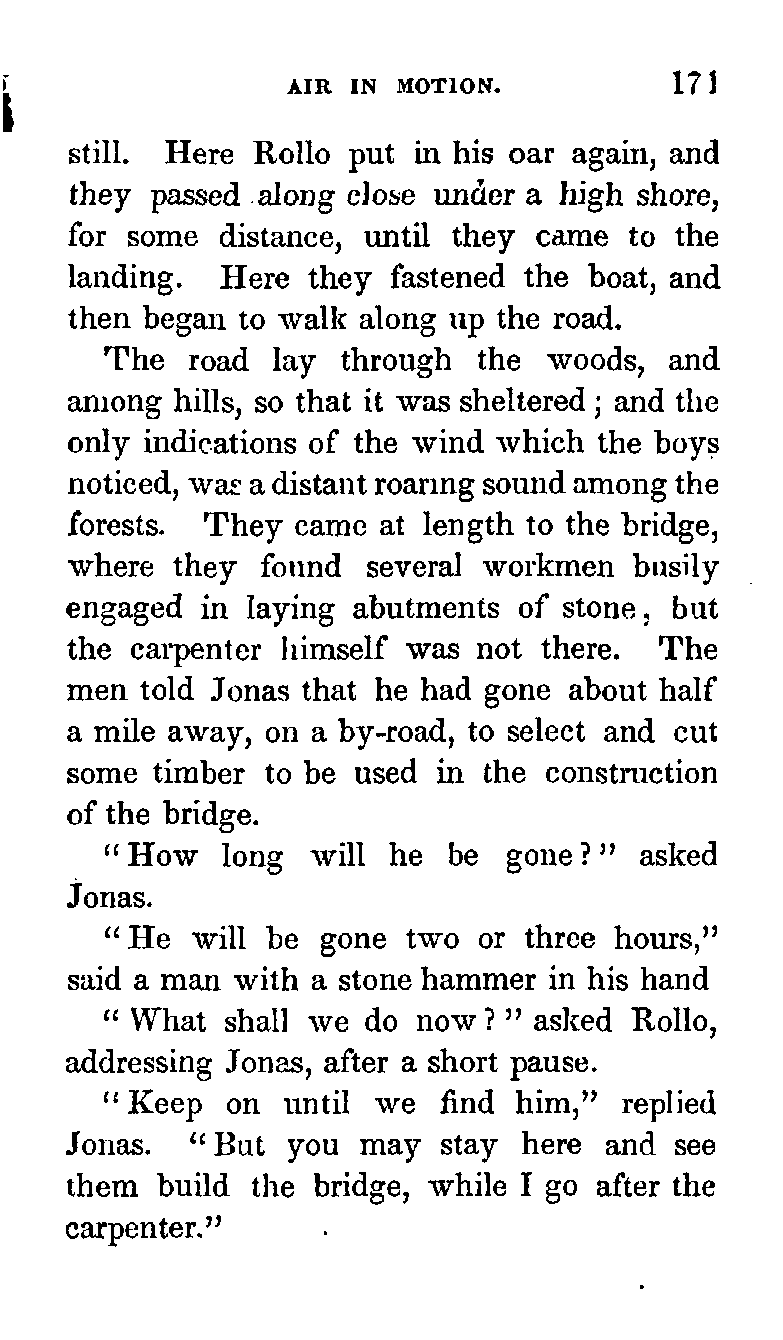 AIR IN MOTION. 171
still. Here Rollo put in his oar again, and
they passed along close under a high shore,
for some distance, until they came to the
landing. Here they fastened the boat, and
then began to walk along up the road.
The road lay through the woods, and
among hills, so that it was sheltered; and the
only indications of the wind which the boys
noticed, was a distant roaring sound among the
forests. They came at length to the bridge,
where they found several workmen busily
engaged in laying abutments of stone, but
the carpenter himself was not there. The
men told Jonas that he had gone about half
a mile away, on a by-road, to select and cut
some timber to be used in the construction
of the bridge.
"How long will he be gone?" asked
Jonas.
"He will be gone two or three hours,"
said a man with a stone hammer in his hand
"What shall we do now?" asked Rollo,
addressing Jonas, after a short pause.
"Keep on until we find him," replied
Jonas. "But you may stay here and see
them build the bridge, while I go after the
carpenter."